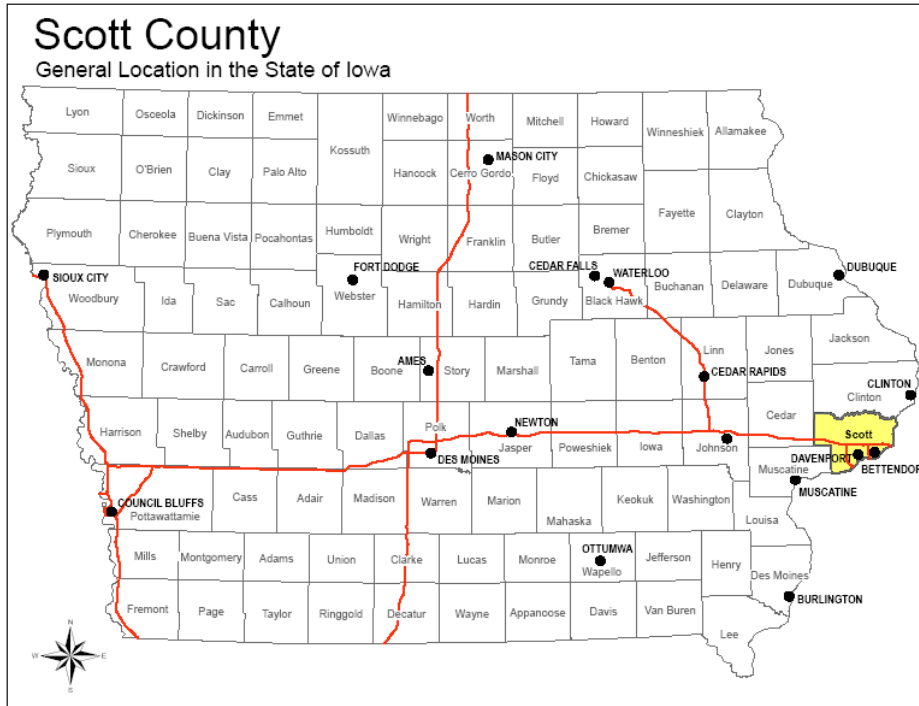 Scott County
General Location in the State of Iowa
Lyon Osceola Dickinson Emmet Winnebago Worth Mitchell Howard
Kossuth Winneshiek Allamakee
Sioux O'Brien Clay Palo Alto Hancock Cerro Gordo MASON CITY Floyd Chickasaw
Plymouth Cherokee Buena Vista Pocahontas Humboldt Wright Franklin Butler Bremer Fayette Clayton
SIOUX CITY FORT DODGE CEDAR FALLS WATERLOO DUBUQUE
Woodbury Ida Sac Calhoun Webster Hamilton Hardin Grundy Black Hawk Buchanan Delaware Dubuque
Monona Crawford Carroll Greene Boone AMES Story Marshall Tama Benton Linn Jones Jackson
CEDAR RAPIDS
CLINTON
Clinton
Harrison Shelby Audubon Guthrie Dallas Polk NEWTON Jasper Poweshiek Iowa Johnson Cedar Scott
DES MOINES DAVENPORT
BETTENDOR
Muscatine
MUSCATINE
COUNCIL BLUFFS
Pottawattamie Cass Adair Madison Warren Marion Mahaska Keokuk Washington Louisa
Mills Montgomery Adams Union Clarke Lucas Monroe OTTUMWA Wapello Jefferson Henry Des Moines
BURLINGTON
Fremont Page Taylor Ringgold Decatur Wayne Appanoose Davis Van Buren Lee
N
W E
S